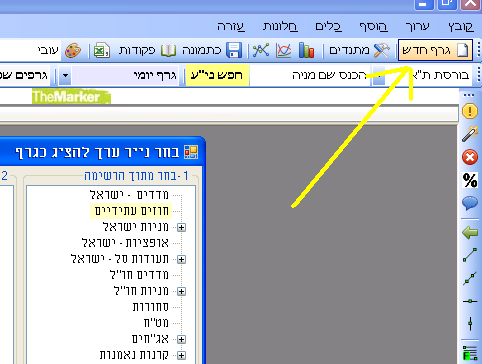 קובץ ערוך הוסף כלים חלונות עזרה
גרף חדש מתנדים כתמונה פקודות עובי
בורסת ת"א הכנס שם מניה חפש ני"ע גרף יומי גרפים
TheMarker
בחר נייר ערך להציג כגרף
1- בחר מתוך הרשימה 2
מדדים - ישראל
חוזים עתידיים
מניות ישראל
אופציות - ישראל
תעודות סל - ישראל
מדדים חו"ל
מניות חו"ל
סחורות
מט"ח
אג"חים
קרנות נאמנות
%